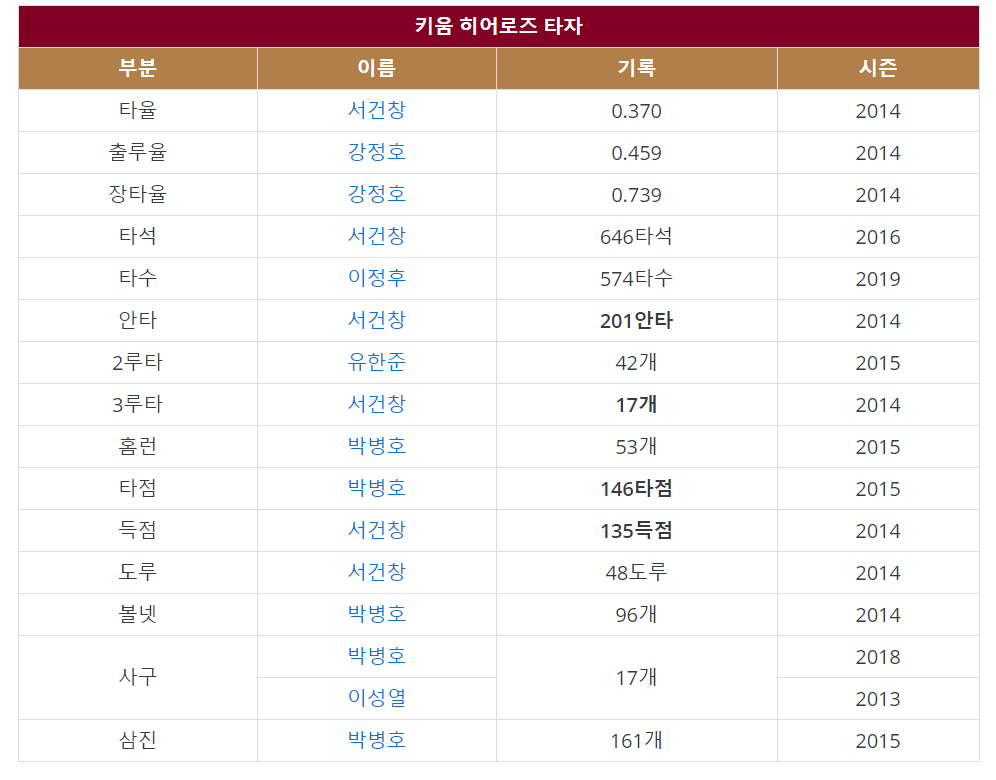 키움 히어로즈 타자
부분 이름 기록 시즌
타율 서건창 0.370 2014
출루율 강정호 0.459 2014
장타율 강정호 0.739 2014
타석 서건창 646타석 2016
타수 이정후 574타수 2019
안타 서건창 201안타 2014
2루타 유한준 42개 2015
3루타 서건창 17개 2014
홈런 박병호 53개 2015
타점 박병호 146타점 2015
득점 서건창 135득점 2014
도루 서건창 48도루 2014
볼넷 박병호 96개 2014
사구 박병호 17개 2018
이성열 2013
삼진 박병호 161개 2015